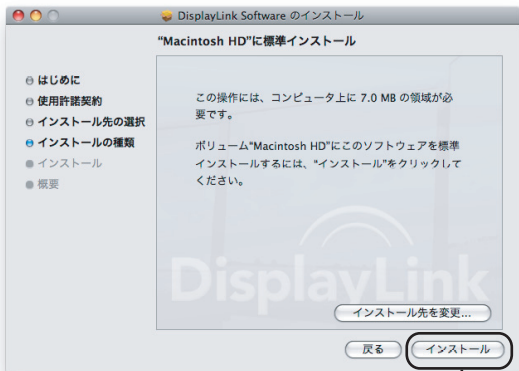 DisplayLink Software のインストール
"Macintosh HD"に標準インストール
はじめに
使用許諾契約
インストール先の選択
インストールの種類
インストール
概要
この操作には、コンピュータ上に 7.0 MB の領域が必
要です。
ボリューム"Macintosh HD"にこのソフトウェアを標準
インストールするには、"インストール"をクリックして
ください。
DisplayLink
インストール先を変更...
戻る
インストール